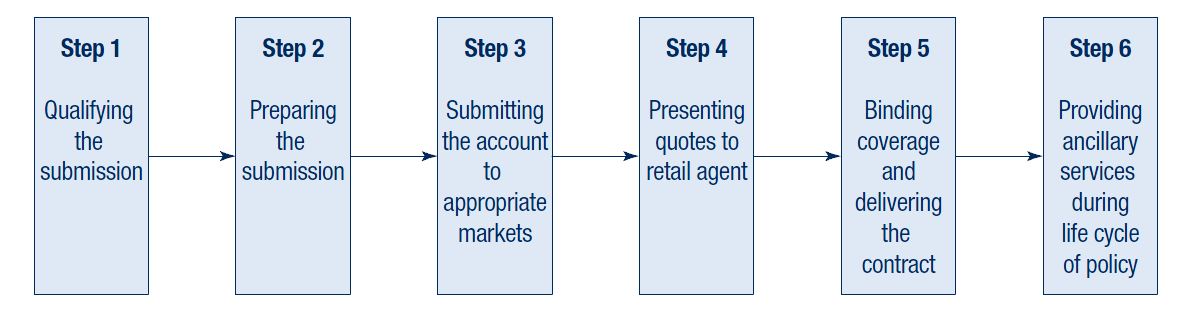 Step 1
Qualifying
the
submission
Step 2
Preparing
the
submission
Step 3
Submitting
the account
to
appropriate
markets
Step 4
Presenting
quotes to
retail agent
Step 5
Binding
coverage
and
delivering
the
contract
Step 6
Providing
ancillary
services
during
life cycle
of policy